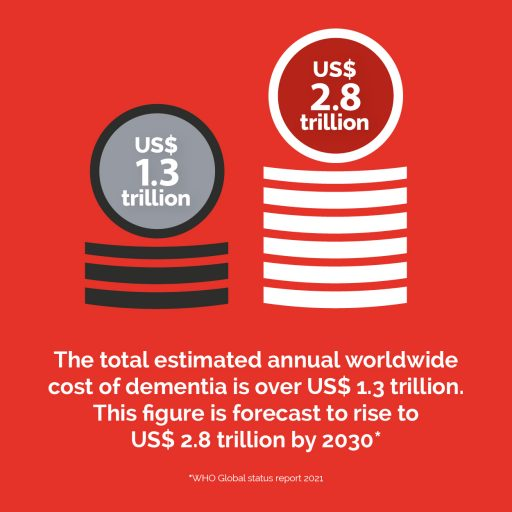 US$
2.8
trillion
US$
1.3
trillion
The total estimated annual worldwide
cost of dementia is over US$ 1.3 trillion.
This figure is forecast to rise to
US$ 2.8 trillion by 2030*
*WHO Global status report 2021